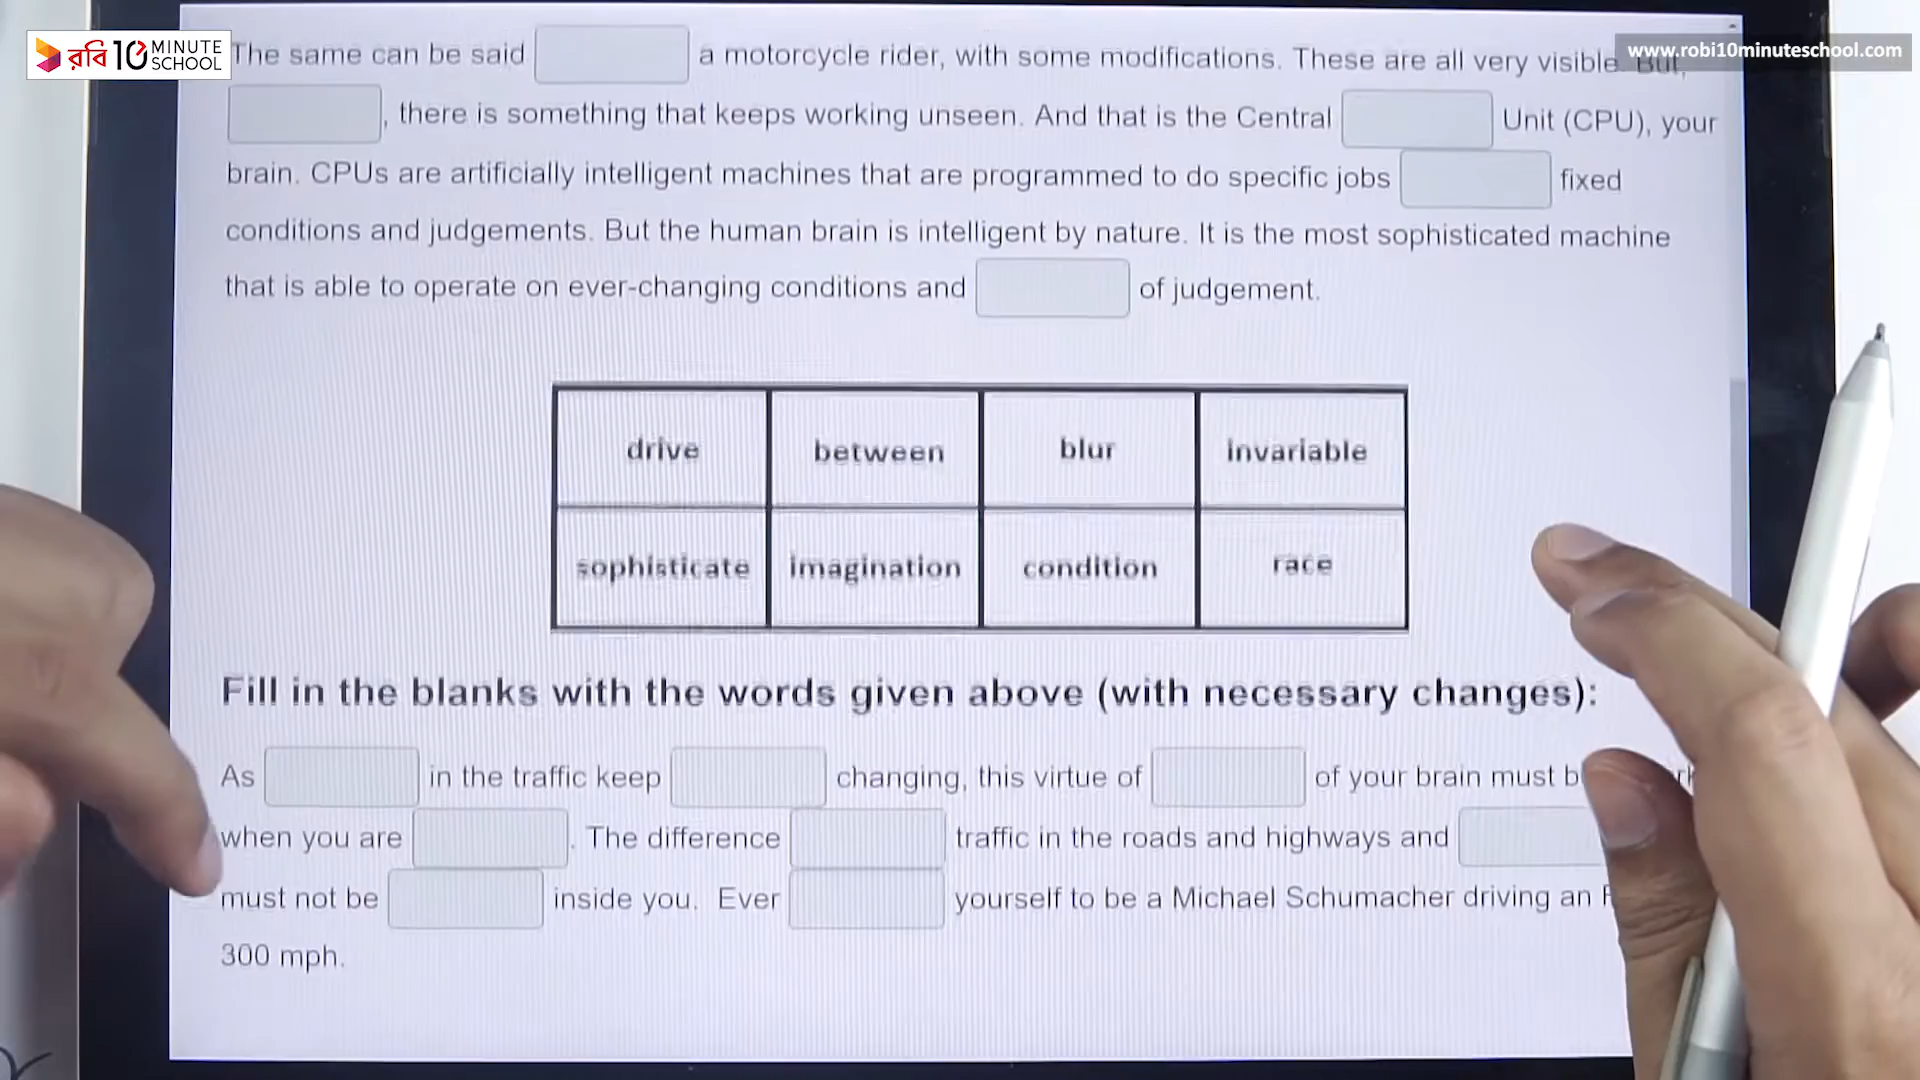 রবি 10 MINUTE SCHOOL
www.robi10minuteschool.com
The same can be said a motorcycle rider, with some modifications. These are all very visible. But,
, there is something that keeps working unseen. And that is the Central Unit (CPU), your
brain. CPUs are artificially intelligent machines that are programmed to do specific jobs fixed
conditions and judgements. But the human brain is intelligent by nature. It is the most sophisticated machine
that is able to operate on ever-changing conditions and of judgement.
drive between blur invariable
sophisticate imagination condition race
Fill in the blanks with the words given above (with necessary changes):
As in the traffic keep changing, this virtue of of your brain must
when you are . The difference traffic in the roads and highways and
must not be inside you. Ever yourself to be a Michael Schumacher driving an
300 mph.